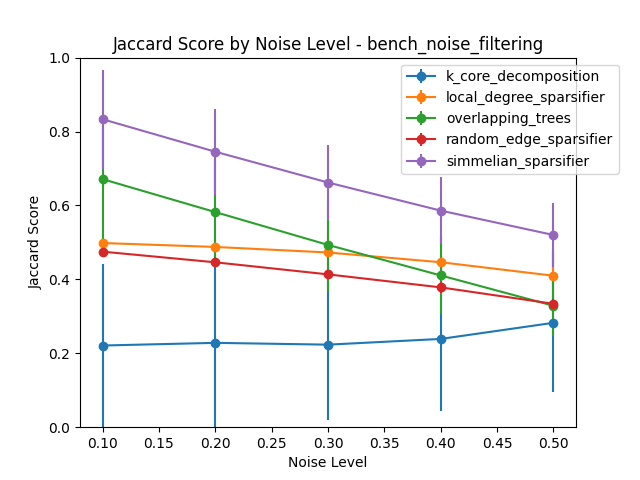 Jaccard Score by Noise Level - bench_noise_filtering
k_core_decomposition
local_degree_sparsifier
overlapping_trees
random_edge_sparsifier
simmelian_sparsifier
Jaccard Score
1.0
0.8
0.6
0.4
0.2
0.0
0.10 0.15 0.20 0.25 0.30 0.35 0.40 0.45 0.50
Noise Level